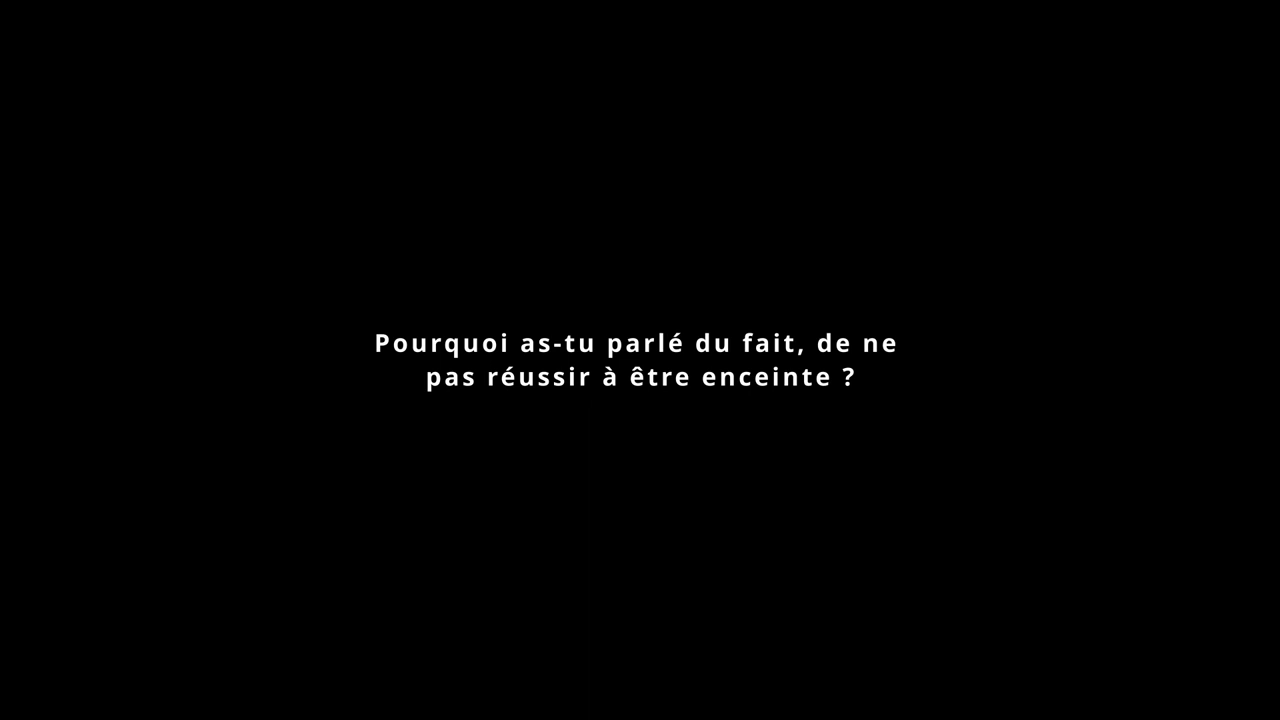 Pourquoi as-tu parlé du fait, de ne
pas réussir à être enceinte ?